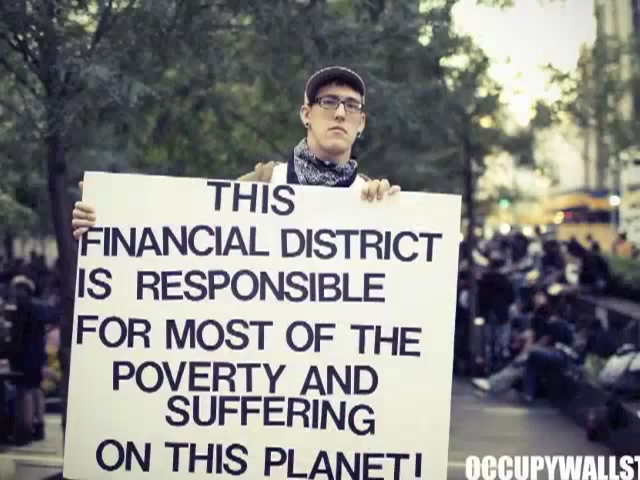 THIS
FINANCIAL DISTRICT
IS RESPONSIBLE
FOR MOST OF THE
POVERTY AND
SUFFERING
ON THIS PLANET!
OCCUPYWALLST